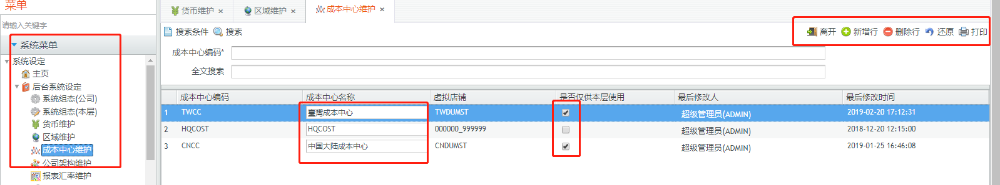 菜单
请输入关键字
系统菜单
系统设定
主页
后台系统设定
系统组态(公司)
系统组态(本层)
货币维护
区域维护
成本中心维护
公司架构维护
报表汇率维护
货币维护 × 区域维护 × 成本中心维护 ×
搜索条件 搜索 离开 新增行 删除行 还原 打印
成本中心编码*
全文搜索
成本中心编码 成本中心名称 虚拟店铺 是否仅供本层使用 最后修改人 最后修改时间
1 TWCC 臺灣成本中心 TWDUMST 超级管理员(ADMIN) 2019-02-20 17:12:31
2 HQCOST HQCOST 000000_999999 超级管理员(ADMIN) 2018-12-20 12:15:00
3 CNCC 中国大陆成本中心 CNDUMST 超级管理员(ADMIN) 2019-01-25 16:46:08